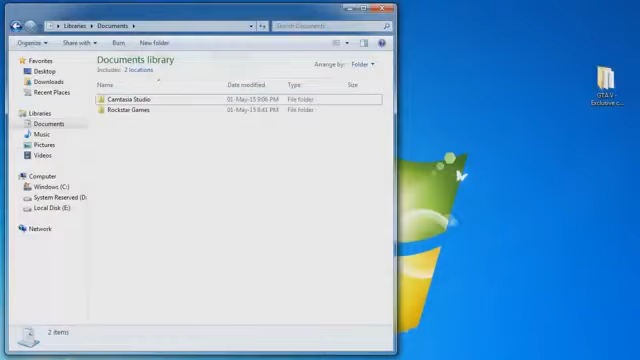 Libraries ▸ Documents ▸
Search Documents
Organize
Share with
Burn
New folder
Favorites
Desktop
Downloads
Recent Places
Libraries
Documents
Music
Pictures
Videos
Computer
Windows (C:)
System Reserved (D:
Local Disk (E:)
Network
Documents library
Includes: 2 locations
Arrange by: Folder
Name Date modified Type Size
Camtasia Studio 01-May-15 9:06 PM File folder
Rockstar Games 01-May-15 8:41 PM File folder
2 items
GTA V -
Exclusive c...